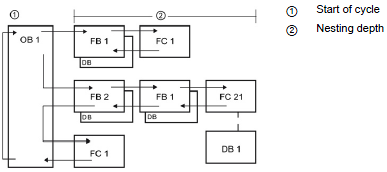 ① ②
① Start of cycle
② Nesting depth
OB 1
FB 1
DB
FC 1
FB 2
DB
FB 1
DB
FC 21
FC 1
DB 1